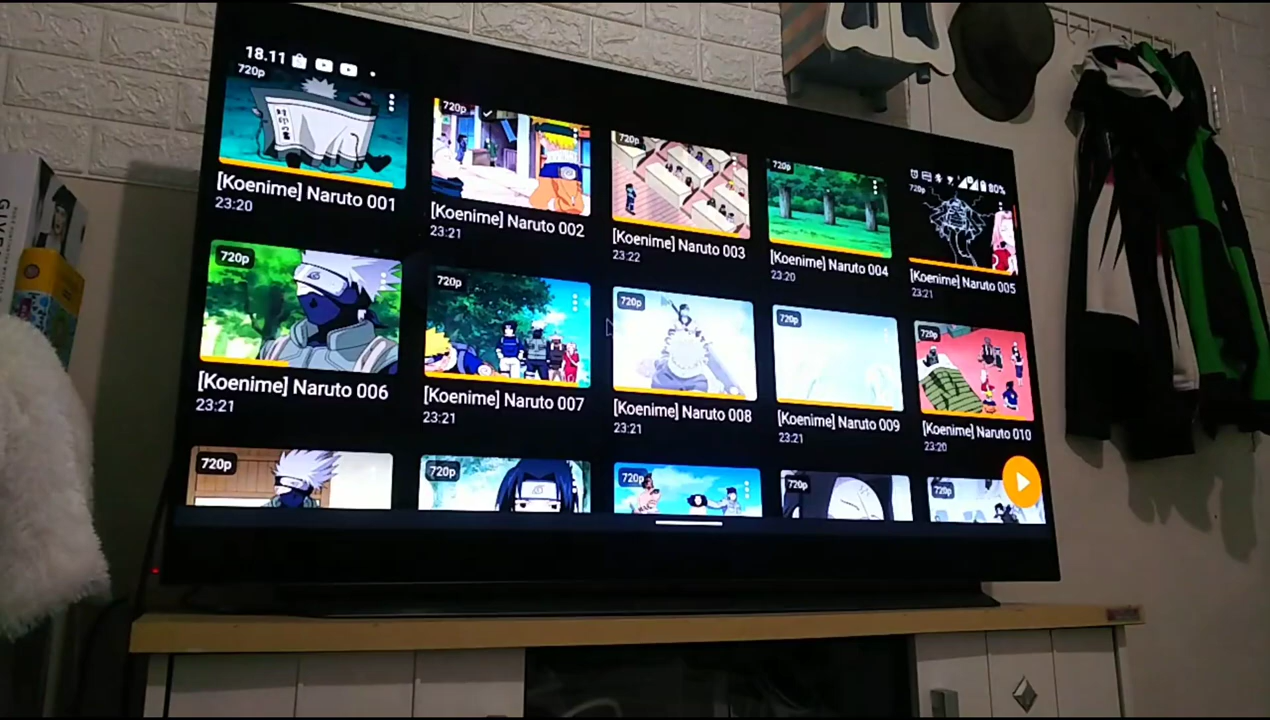 18.11
80%
720p
720p
720p
720p
720p
[Koenime] Naruto 001
23:20
[Koenime] Naruto 002
23:21
[Koenime] Naruto 003
23:22
[Koenime] Naruto 004
23:20
[Koenime] Naruto 005
23:21
720p
720p
720p
720p
720p
[Koenime] Naruto 006
23:21
[Koenime] Naruto 007
23:21
[Koenime] Naruto 008
23:21
[Koenime] Naruto 009
23:21
[Koenime] Naruto 010
23:20
720p
720p
720p
720p
720p